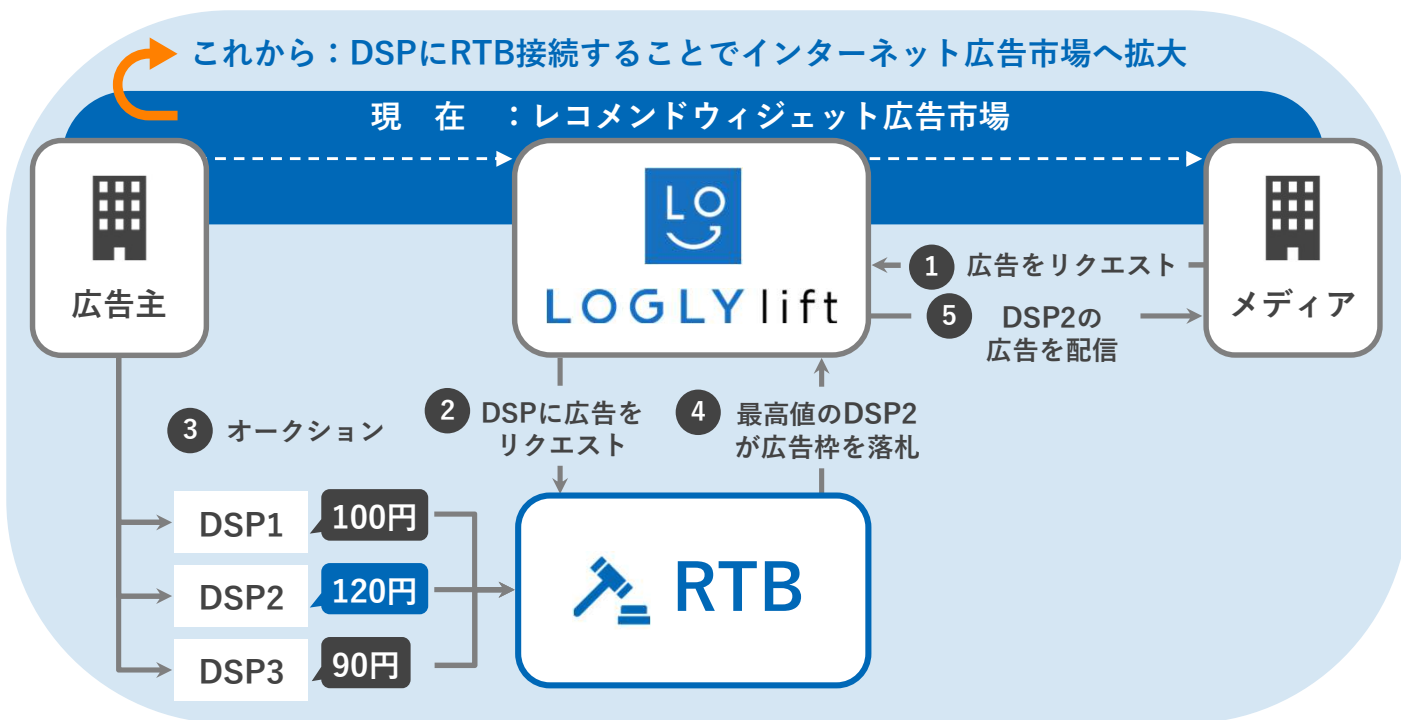 これから：DSPにRTB接続することでインターネット広告市場へ拡大
現　在　：レコメンドウィジェット広告市場
広告主
LO
LOGLY lift
メディア
1 広告をリクエスト
5 DSP2の
広告を配信
2 DSPに広告を
リクエスト
4 最高値のDSP2
が広告枠を落札
3 オークション
DSP1 100円
DSP2 120円
DSP3 90円
RTB